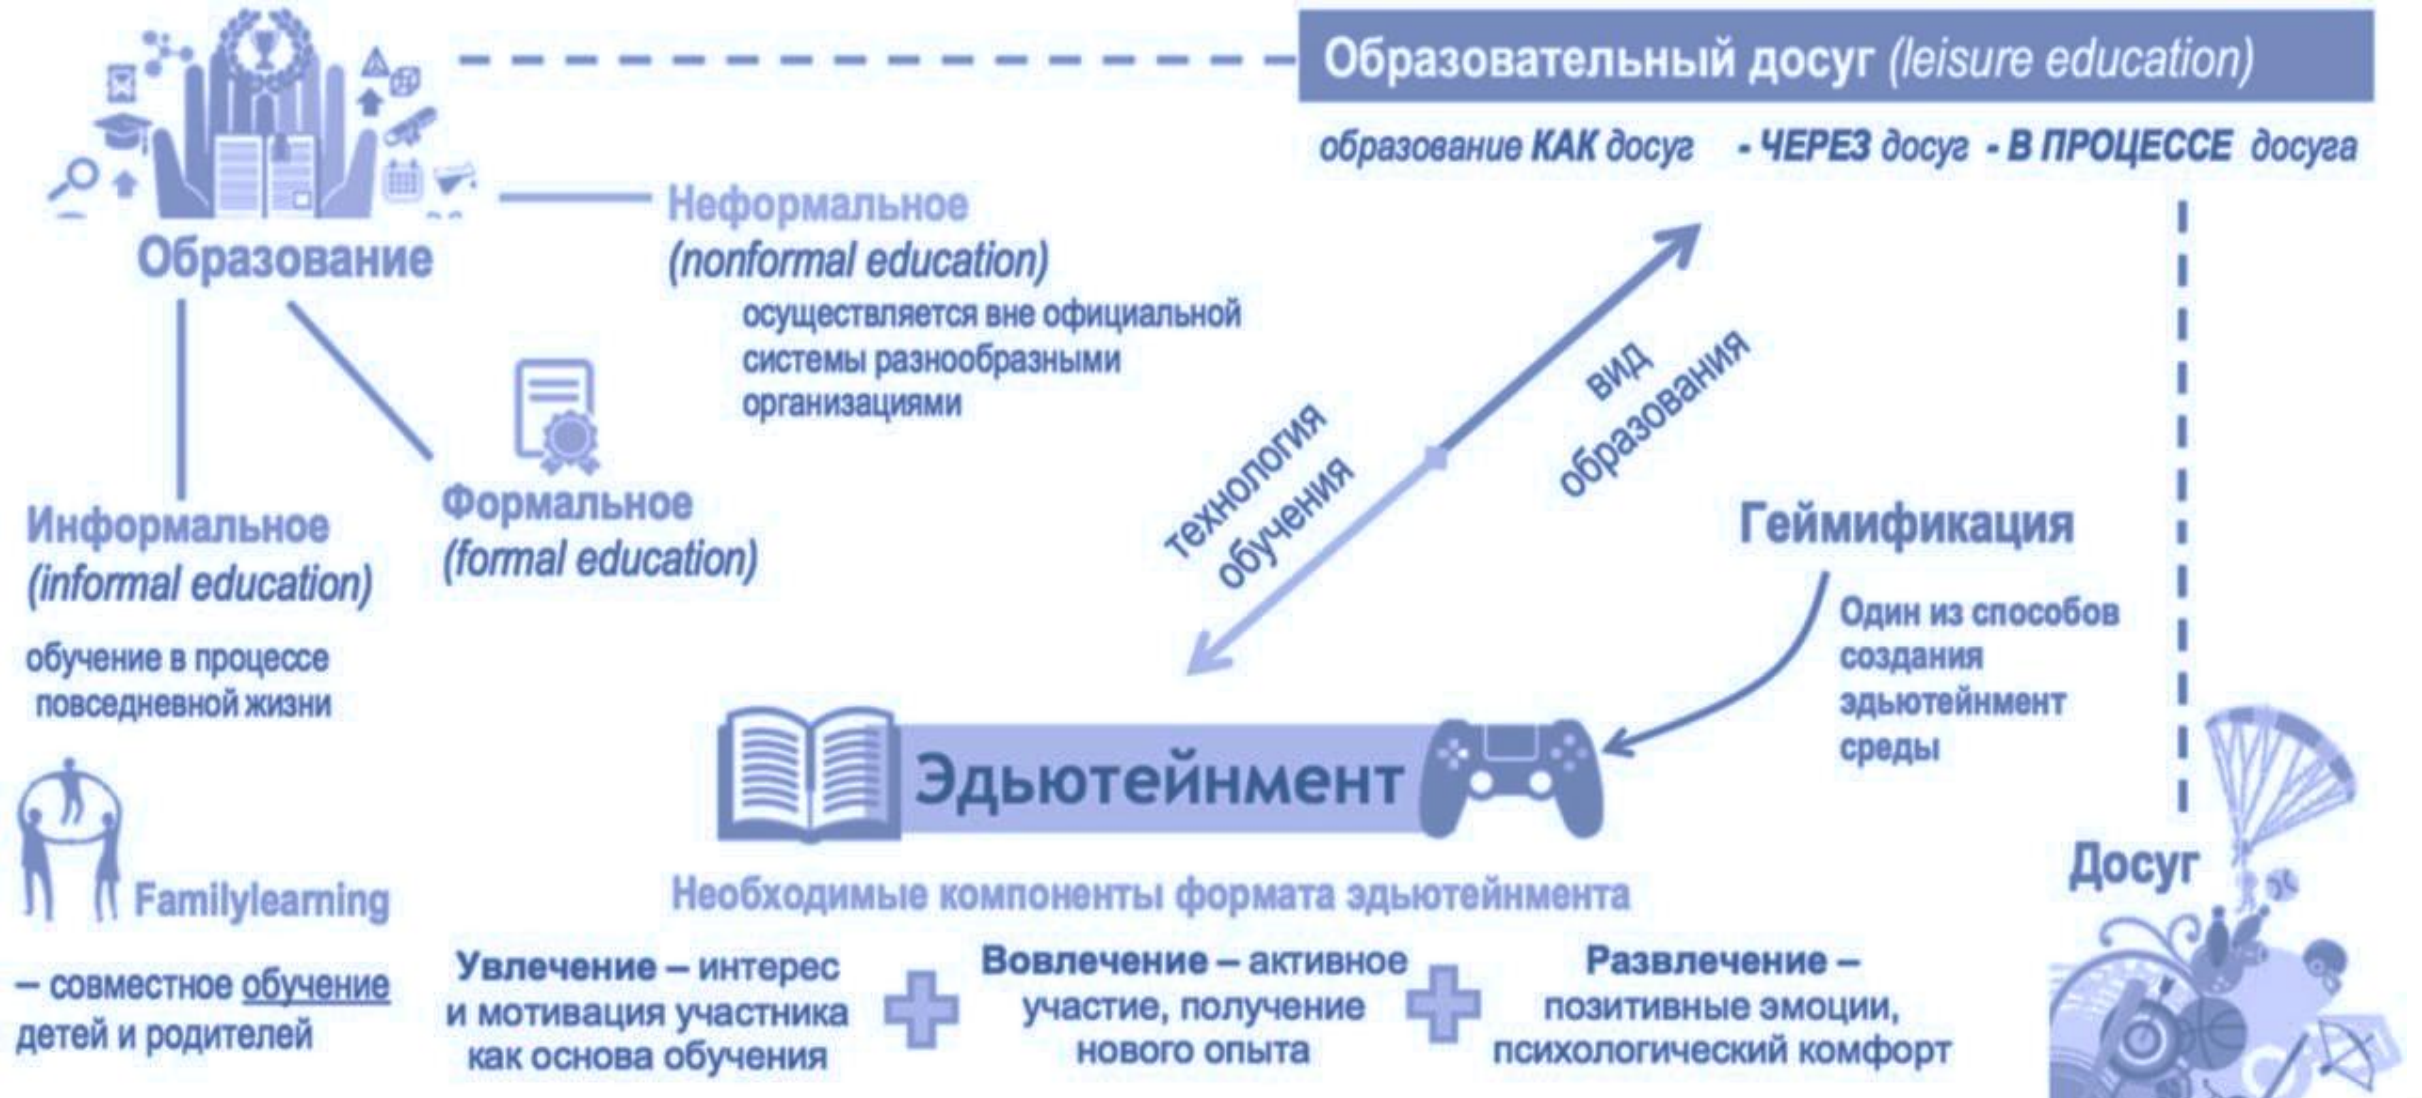 Образовательный досуг (leisure education)
образование КАК досуг - ЧЕРЕЗ досуг - В ПРОЦЕССЕ досуга
Образование
Неформальное
(nonformal education)
осуществляется вне официальной
системы разнообразными
организациями
Информальное
(informal education)
обучение в процессе
повседневной жизни
Формальное
(formal education)
технология
обучения
вид
образования
Геймификация
Один из способов
создания
эдьютейнмент
среды
Эдьютейнмент
Досуг
Familylearning
– совместное обучение
детей и родителей
Необходимые компоненты формата эдьютейнмента
Увлечение – интерес
и мотивация участника
как основа обучения
Вовлечение – активное
участие, получение
нового опыта
Развлечение –
позитивные эмоции,
психологический комфорт